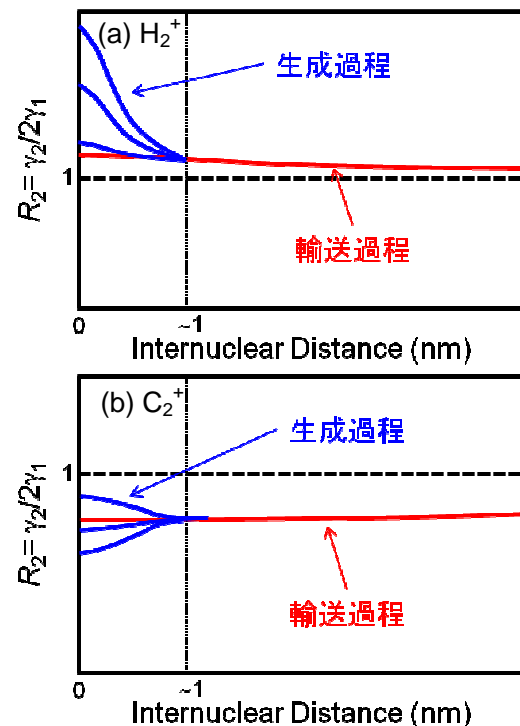 (a) H₂⁺
生成過程
R₂= γ₂/2γ₁
1
輸送過程
0
~1
Internuclear Distance (nm)
(b) C₂⁺
生成過程
R₂= γ₂/2γ₁
1
輸送過程
0
~1
Internuclear Distance (nm)